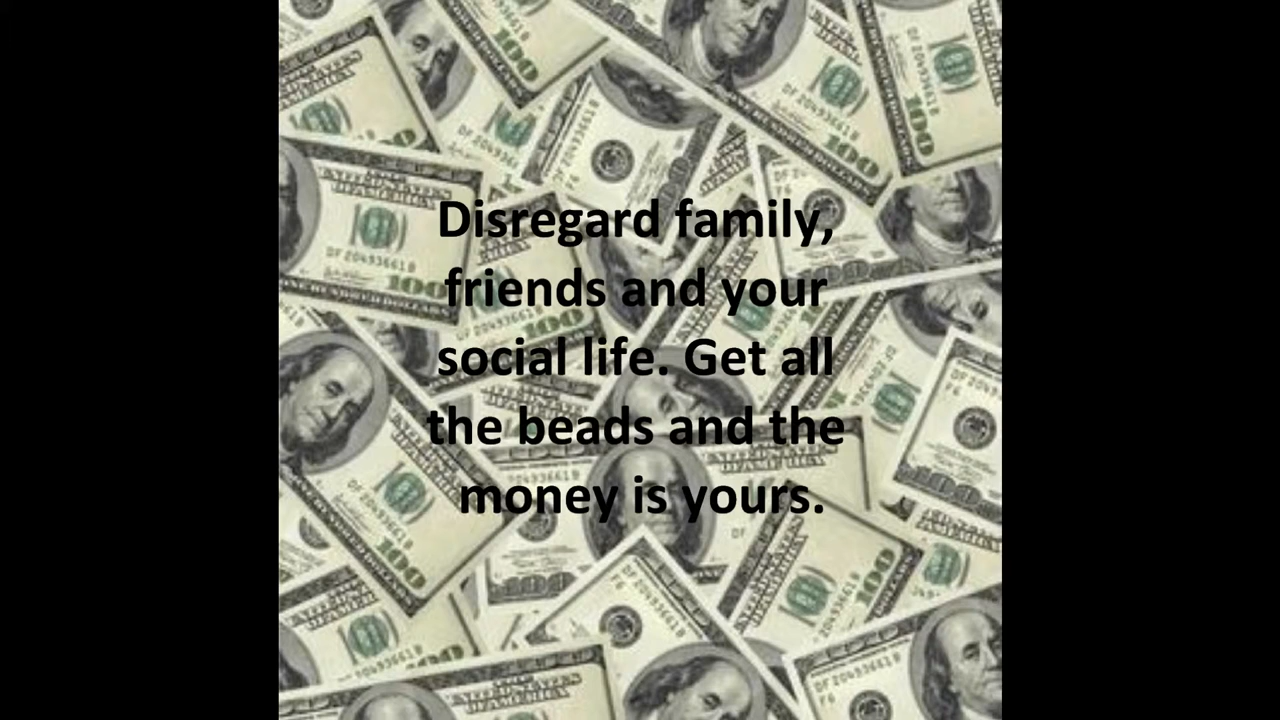 Disregard family,
friends and your
social life. Get all
the beads and the
money is yours.